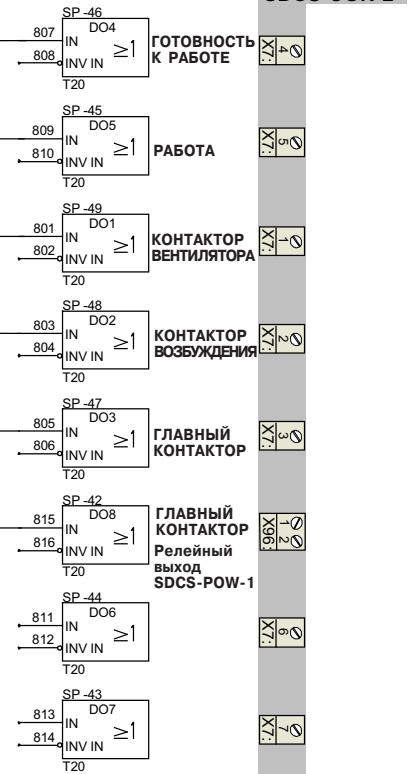 SP -46
807 IN DO4 ≥1 ГОТОВНОСТЬ X7: 4
808 INV IN К РАБОТЕ
T20
SP -45
809 IN DO5 ≥1 РАБОТА X7: 5
810 INV IN
T20
SP -49
801 IN DO1 ≥1 КОНТАКТОР X7: 1
802 INV IN ВЕНТИЛЯТОРА
T20
SP -48
803 IN DO2 ≥1 КОНТАКТОР X7: 2
804 INV IN ВОЗБУЖДЕНИЯ
T20
SP -47
805 IN DO3 ≥1 ГЛАВНЫЙ X7: 3
806 INV IN КОНТАКТОР
T20
SP -42
815 IN DO8 ≥1 ГЛАВНЫЙ X96: 1 2
816 INV IN КОНТАКТОР
Релейный
выход
SDCS-POW-1
T20
SP -44
811 IN DO6 ≥1 X7: 6
812 INV IN
T20
SP -43
813 IN DO7 ≥1 X7: 7
814 INV IN
T20